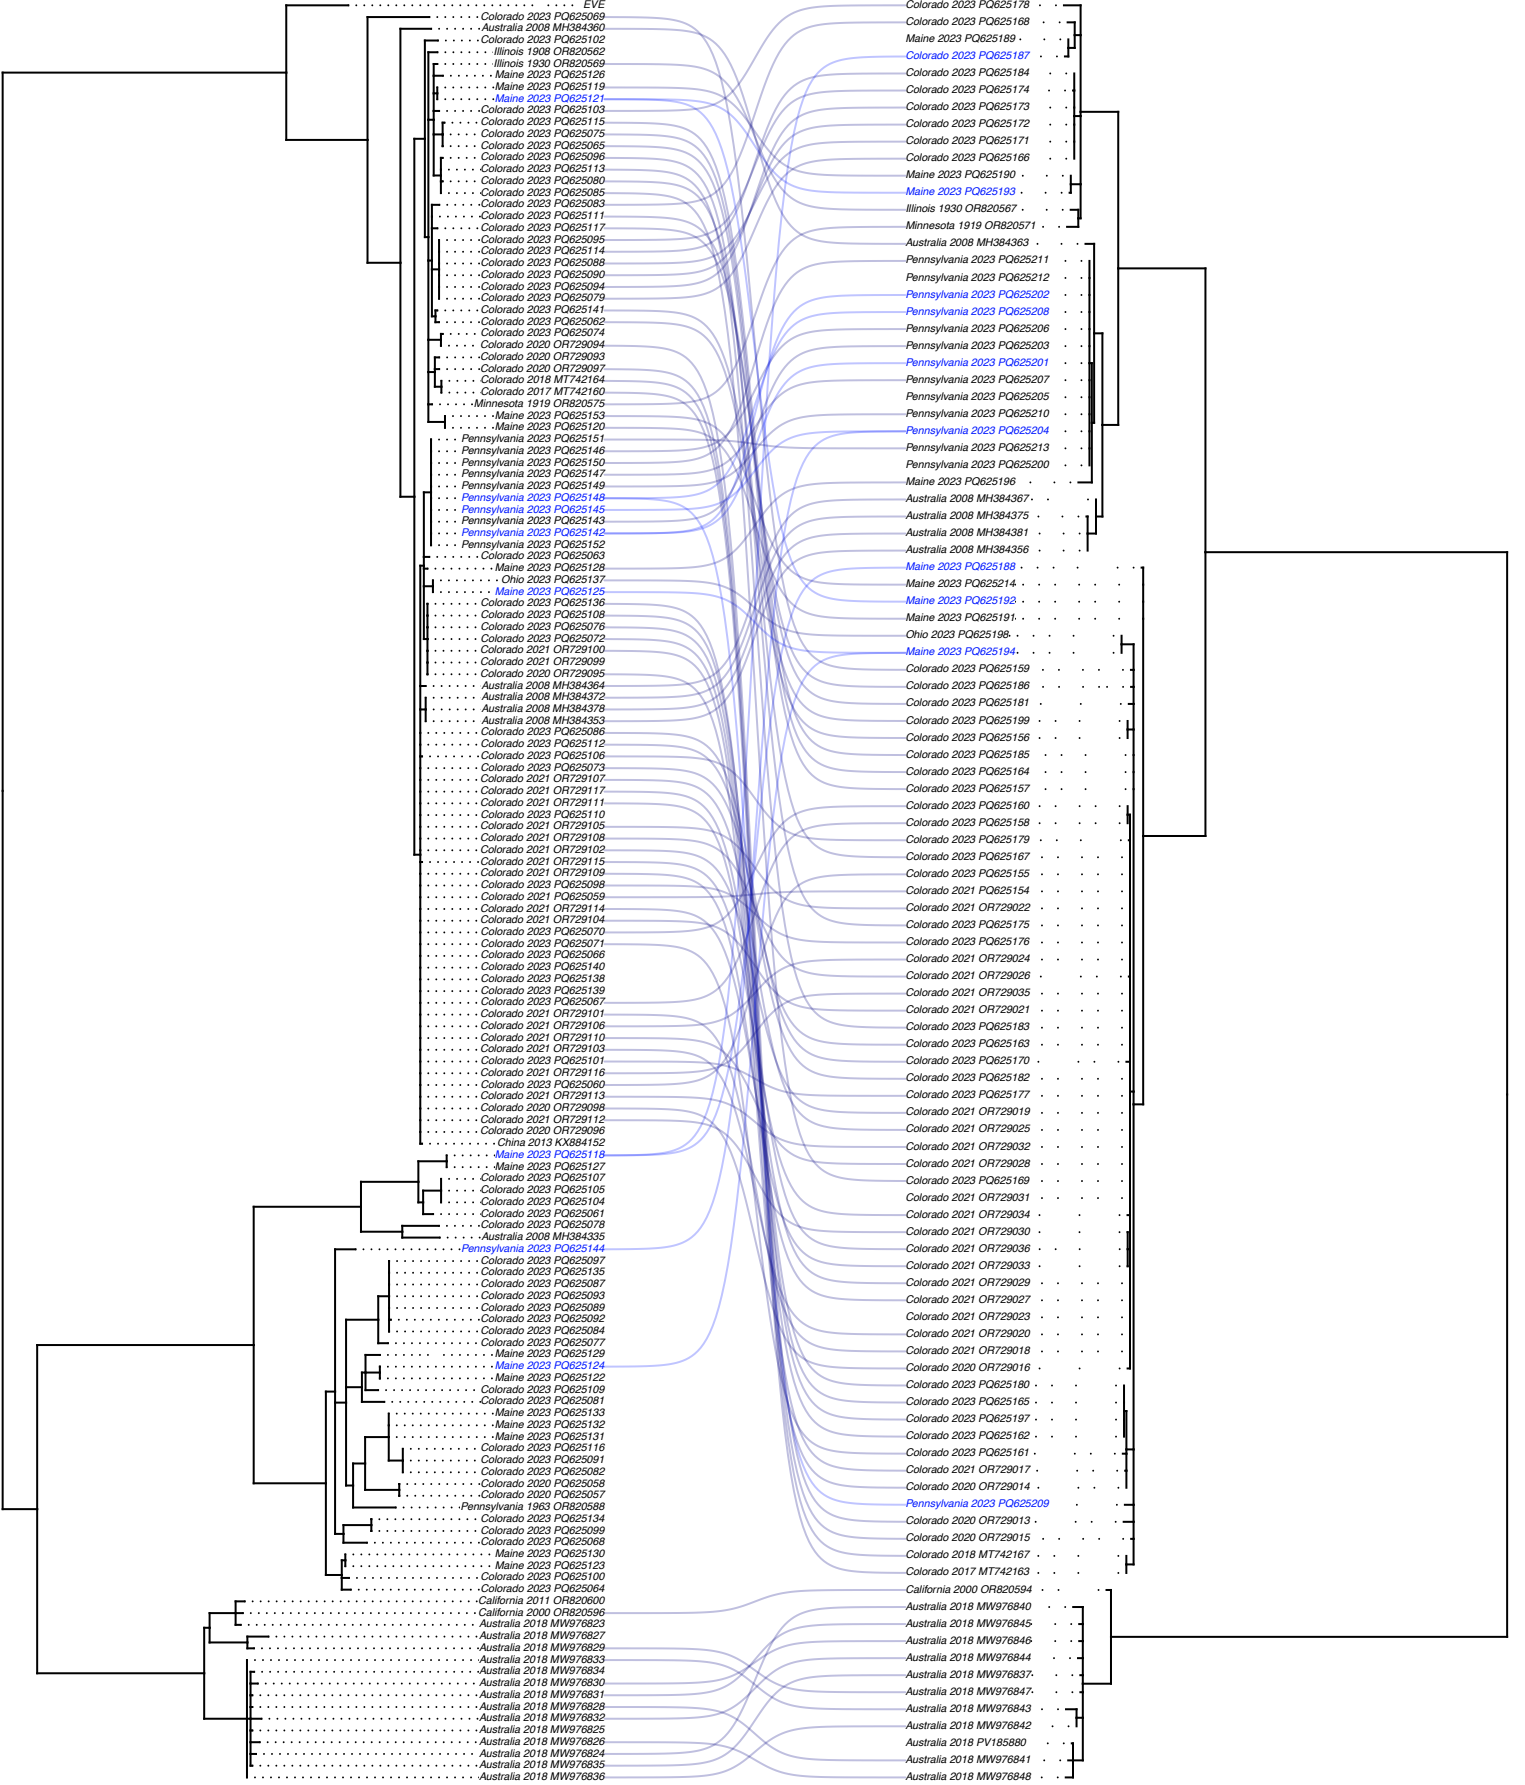 EVE
Colorado 2023 PQ625069
Australia 2008 MH384360
Colorado 2023 PQ625102
Illinois 1908 OR820562
Illinois 1930 OR820569
Maine 2023 PQ625126
Maine 2023 PQ625119
Maine 2023 PQ625121
Colorado 2023 PQ625103
Colorado 2023 PQ625115
Colorado 2023 PQ625075
Colorado 2023 PQ625065
Colorado 2023 PQ625096
Colorado 2023 PQ625113
Colorado 2023 PQ625080
Colorado 2023 PQ625085
Colorado 2023 PQ625083
Colorado 2023 PQ625111
Colorado 2023 PQ625117
Colorado 2023 PQ625095
Colorado 2023 PQ625114
Colorado 2023 PQ625088
Colorado 2023 PQ625090
Colorado 2023 PQ625094
Colorado 2023 PQ625079
Colorado 2023 PQ625141
Colorado 2023 PQ625062
Colorado 2023 PQ625074
Colorado 2020 OR729094
Colorado 2020 OR729093
Colorado 2020 OR729097
Colorado 2018 MT742164
Colorado 2017 MT742160
Minnesota 1919 OR820575
Maine 2023 PQ625153
Maine 2023 PQ625120
Pennsylvania 2023 PQ625151
Pennsylvania 2023 PQ625146
Pennsylvania 2023 PQ625150
Pennsylvania 2023 PQ625147
Pennsylvania 2023 PQ625149
Pennsylvania 2023 PQ625148
Pennsylvania 2023 PQ625145
Pennsylvania 2023 PQ625143
Pennsylvania 2023 PQ625142
Pennsylvania 2023 PQ625152
Colorado 2023 PQ625063
Maine 2023 PQ625128
Ohio 2023 PQ625137
Maine 2023 PQ625125
Colorado 2023 PQ625136
Colorado 2023 PQ625108
Colorado 2023 PQ625076
Colorado 2023 PQ625072
Colorado 2021 OR729100
Colorado 2021 OR729099
Colorado 2020 OR729095
Australia 2008 MH384364
Australia 2008 MH384372
Australia 2008 MH384378
Australia 2008 MH384353
Colorado 2023 PQ625086
Colorado 2023 PQ625112
Colorado 2023 PQ625106
Colorado 2023 PQ625073
Colorado 2021 OR729107
Colorado 2021 OR729117
Colorado 2021 OR729111
Colorado 2023 PQ625110
Colorado 2021 OR729105
Colorado 2021 OR729108
Colorado 2021 OR729102
Colorado 2021 OR729115
Colorado 2021 OR729109
Colorado 2023 PQ625098
Colorado 2021 PQ625059
Colorado 2021 OR729114
Colorado 2021 OR729104
Colorado 2023 PQ625070
Colorado 2023 PQ625071
Colorado 2023 PQ625066
Colorado 2023 PQ625140
Colorado 2023 PQ625138
Colorado 2023 PQ625139
Colorado 2023 PQ625067
Colorado 2021 OR729101
Colorado 2021 OR729106
Colorado 2021 OR729110
Colorado 2021 OR729103
Colorado 2023 PQ625101
Colorado 2021 OR729116
Colorado 2023 PQ625060
Colorado 2021 OR729113
Colorado 2020 OR729098
Colorado 2021 OR729112
Colorado 2020 OR729096
China 2013 KX884152
Maine 2023 PQ625118
Maine 2023 PQ625127
Colorado 2023 PQ625107
Colorado 2023 PQ625105
Colorado 2023 PQ625104
Colorado 2023 PQ625061
Colorado 2023 PQ625078
Australia 2008 MH384335
Pennsylvania 2023 PQ625144
Colorado 2023 PQ625097
Colorado 2023 PQ625135
Colorado 2023 PQ625087
Colorado 2023 PQ625093
Colorado 2023 PQ625089
Colorado 2023 PQ625092
Colorado 2023 PQ625084
Colorado 2023 PQ625077
Maine 2023 PQ625129
Maine 2023 PQ625124
Maine 2023 PQ625122
Colorado 2023 PQ625109
Colorado 2023 PQ625081
Maine 2023 PQ625133
Maine 2023 PQ625132
Maine 2023 PQ625131
Colorado 2023 PQ625116
Colorado 2023 PQ625091
Colorado 2023 PQ625082
Colorado 2020 PQ625058
Colorado 2020 PQ625057
Pennsylvania 1963 OR820588
Colorado 2023 PQ625134
Colorado 2023 PQ625099
Colorado 2023 PQ625068
Maine 2023 PQ625130
Maine 2023 PQ625123
Colorado 2023 PQ625100
Colorado 2023 PQ625064
California 2011 OR820600
California 2000 OR820596
Australia 2018 MW976823
Australia 2018 MW976827
Australia 2018 MW976829
Australia 2018 MW976833
Australia 2018 MW976834
Australia 2018 MW976830
Australia 2018 MW976831
Australia 2018 MW976828
Australia 2018 MW976832
Australia 2018 MW976825
Australia 2018 MW976826
Australia 2018 MW976824
Australia 2018 MW976835
Australia 2018 MW976836
Colorado 2023 PQ625178
Colorado 2023 PQ625168
Maine 2023 PQ625189
Colorado 2023 PQ625187
Colorado 2023 PQ625184
Colorado 2023 PQ625174
Colorado 2023 PQ625173
Colorado 2023 PQ625172
Colorado 2023 PQ625171
Colorado 2023 PQ625166
Maine 2023 PQ625190
Maine 2023 PQ625193
Illinois 1930 OR820567
Minnesota 1919 OR820571
Australia 2008 MH384363
Pennsylvania 2023 PQ625211
Pennsylvania 2023 PQ625212
Pennsylvania 2023 PQ625202
Pennsylvania 2023 PQ625208
Pennsylvania 2023 PQ625206
Pennsylvania 2023 PQ625203
Pennsylvania 2023 PQ625201
Pennsylvania 2023 PQ625207
Pennsylvania 2023 PQ625205
Pennsylvania 2023 PQ625210
Pennsylvania 2023 PQ625204
Pennsylvania 2023 PQ625213
Pennsylvania 2023 PQ625200
Maine 2023 PQ625196
Australia 2008 MH384367
Australia 2008 MH384375
Australia 2008 MH384381
Australia 2008 MH384356
Maine 2023 PQ625188
Maine 2023 PQ625214
Maine 2023 PQ625192
Maine 2023 PQ625191
Ohio 2023 PQ625198
Maine 2023 PQ625194
Colorado 2023 PQ625159
Colorado 2023 PQ625186
Colorado 2023 PQ625181
Colorado 2023 PQ625199
Colorado 2023 PQ625156
Colorado 2023 PQ625185
Colorado 2023 PQ625164
Colorado 2023 PQ625157
Colorado 2023 PQ625160
Colorado 2023 PQ625158
Colorado 2023 PQ625179
Colorado 2023 PQ625167
Colorado 2023 PQ625155
Colorado 2021 PQ625154
Colorado 2021 OR729022
Colorado 2023 PQ625175
Colorado 2023 PQ625176
Colorado 2021 OR729024
Colorado 2021 OR729026
Colorado 2021 OR729035
Colorado 2021 OR729021
Colorado 2023 PQ625183
Colorado 2023 PQ625163
Colorado 2023 PQ625170
Colorado 2023 PQ625182
Colorado 2023 PQ625177
Colorado 2021 OR729019
Colorado 2021 OR729025
Colorado 2021 OR729032
Colorado 2021 OR729028
Colorado 2023 PQ625169
Colorado 2021 OR729031
Colorado 2021 OR729034
Colorado 2021 OR729030
Colorado 2021 OR729036
Colorado 2021 OR729033
Colorado 2021 OR729029
Colorado 2021 OR729027
Colorado 2021 OR729023
Colorado 2021 OR729020
Colorado 2021 OR729018
Colorado 2020 OR729016
Colorado 2023 PQ625180
Colorado 2023 PQ625165
Colorado 2023 PQ625197
Colorado 2023 PQ625162
Colorado 2023 PQ625161
Colorado 2021 OR729017
Colorado 2020 OR729014
Pennsylvania 2023 PQ625209
Colorado 2020 OR729013
Colorado 2020 OR729015
Colorado 2018 MT742167
Colorado 2017 MT742163
California 2000 OR820594
Australia 2018 MW976840
Australia 2018 MW976845
Australia 2018 MW976846
Australia 2018 MW976844
Australia 2018 MW976837
Australia 2018 MW976847
Australia 2018 MW976843
Australia 2018 MW976842
Australia 2018 PV185880
Australia 2018 MW976841
Australia 2018 MW976848